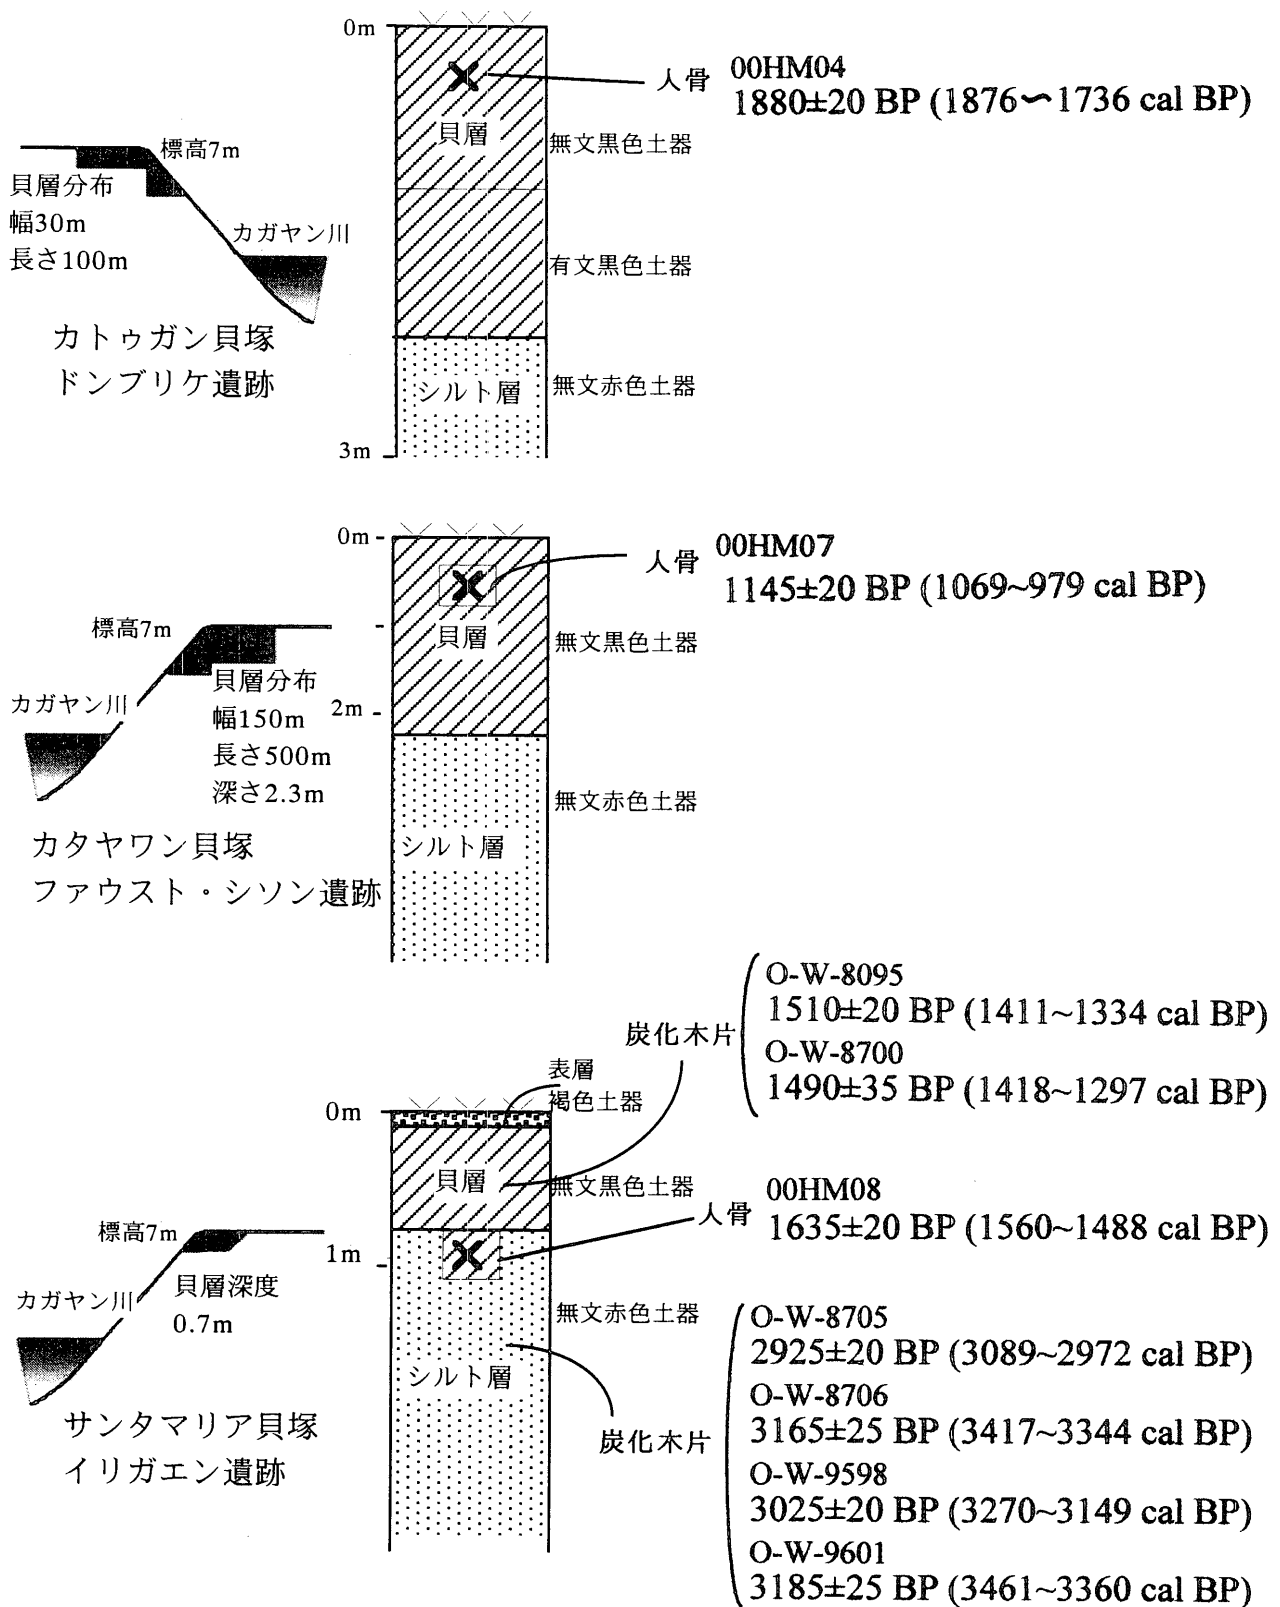 0m
人骨
00HM04
1880±20 BP (1876〜1736 cal BP)
貝層
無文黒色土器
標高7m
貝層分布
幅30m
長さ100m
カガヤン川
有文黒色土器
カトゥガン貝塚
ドンブリケ遺跡
シルト層
無文赤色土器
3m
0m
人骨
00HM07
1145±20 BP (1069~979 cal BP)
標高7m
貝層
無文黒色土器
貝層分布
幅150m
長さ500m
深さ2.3m
カガヤン川
2m
無文赤色土器
カタヤワン貝塚
ファウスト・シソン遺跡
シルト層
O-W-8095
1510±20 BP (1411~1334 cal BP)
O-W-8700
1490±35 BP (1418~1297 cal BP)
炭化木片
表層
褐色土器
0m
貝層
無文黒色土器
人骨
00HM08
1635±20 BP (1560~1488 cal BP)
標高7m
1m
貝層深度
0.7m
カガヤン川
無文赤色土器
シルト層
サンタマリア貝塚
イリガエン遺跡
炭化木片
O-W-8705
2925±20 BP (3089~2972 cal BP)
O-W-8706
3165±25 BP (3417~3344 cal BP)
O-W-9598
3025±20 BP (3270~3149 cal BP)
O-W-9601
3185±25 BP (3461~3360 cal BP)